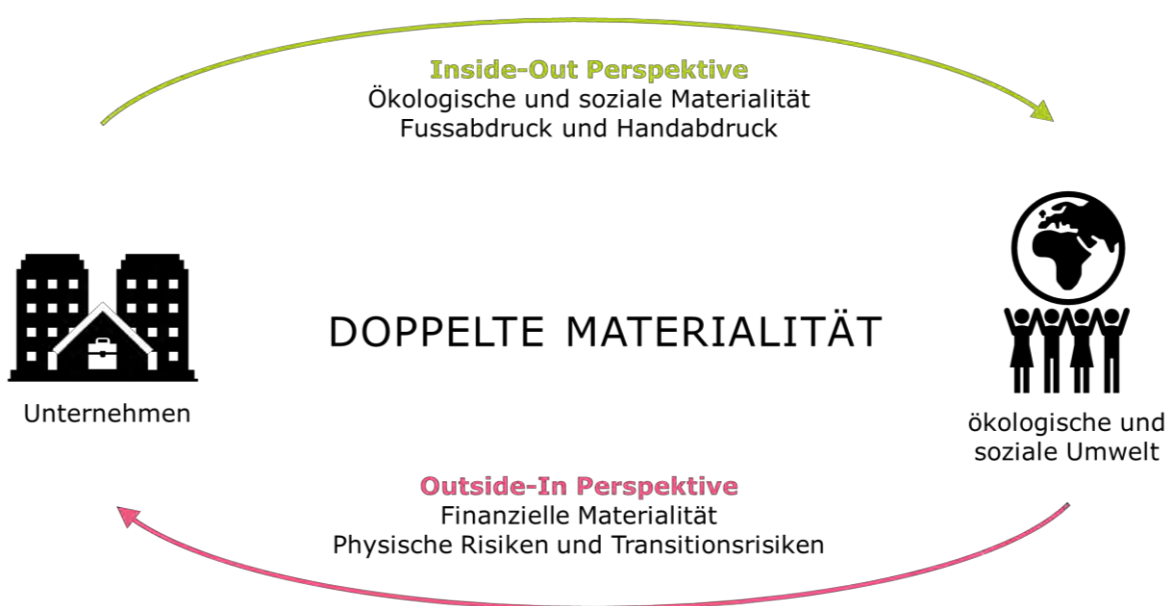 Inside-Out Perspektive
Ökologische und soziale Materialität
Fussabdruck und Handabdruck
DOPPELTE MATERIALITÄT
Unternehmen
ökologische und
soziale Umwelt
Outside-In Perspektive
Finanzielle Materialität
Physische Risiken und Transitionsrisiken